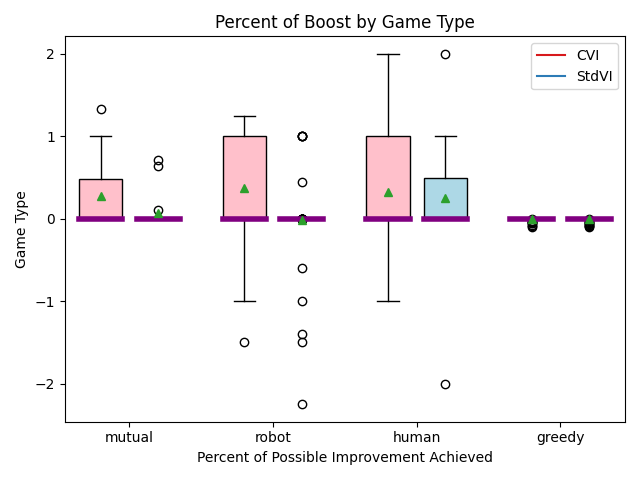 Percent of Boost by Game Type
CVI
StdVI
2
1
0
−1
−2
Game Type
mutual
robot
human
greedy
Percent of Possible Improvement Achieved